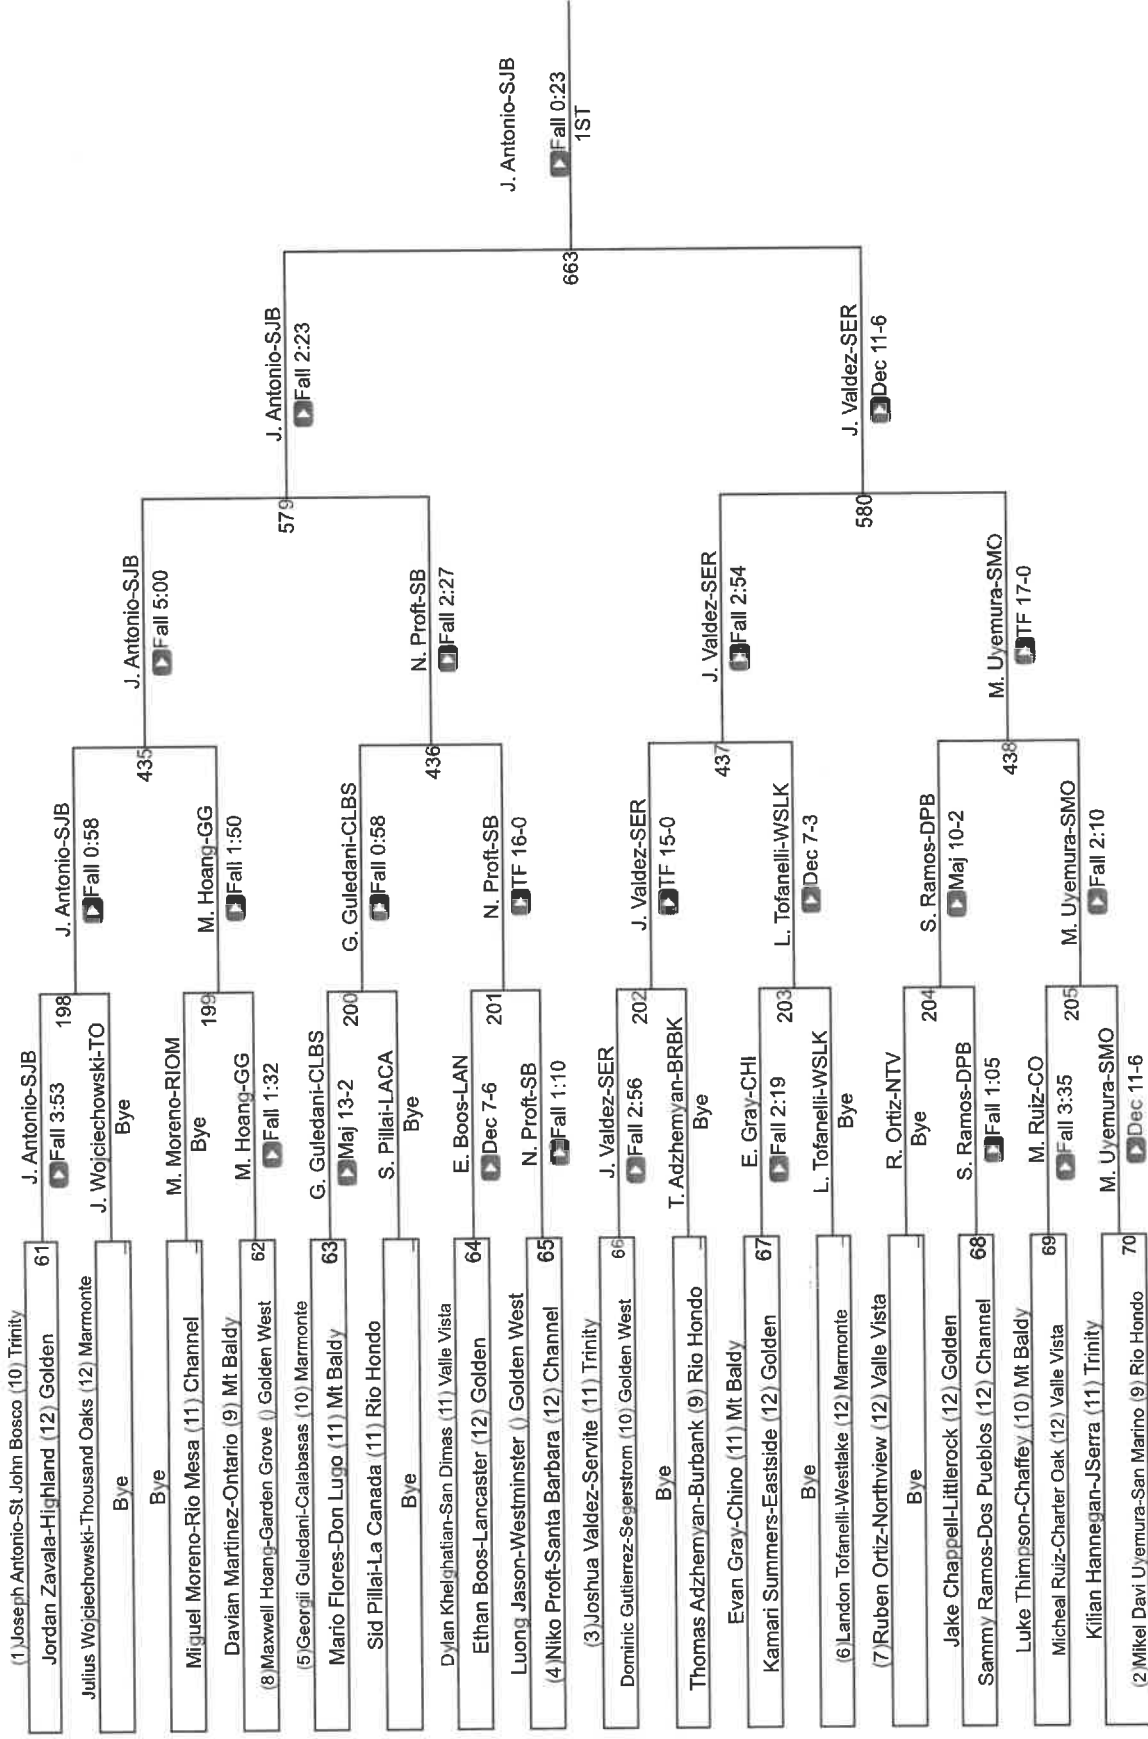 (1)Joseph Antonio-St John Bosco (10) Trinity
Jordan Zavala-Highland (12) Golden
61
Julius Wojciechowski-Thousand Oaks (12) Marmonte
Bye
Bye
Miguel Moreno-Rio Mesa (11) Channel
Davian Martinez-Ontario (9) Mt Baldy
(8)Maxwell Hoang-Garden Grove () Golden West
62
(5)Georgii Guledani-Calabasas (10) Marmonte
Mario Flores-Don Lugo (11) Mt Baldy
63
Sid Pillai-La Canada (11) Rio Hondo
Bye
Dylan Khelghatian-San Dimas (11) Valle Vista
Ethan Boos-Lancaster (12) Golden
64
Luong Jason-Westminster () Golden West
(4)Niko Proft-Santa Barbara (12) Channel
65
(3)Joshua Valdez-Servite (11) Trinity
Dominic Gutierrez-Segerstrom (10) Golden West
66
Bye
Thomas Adzhemyan-Burbank (9) Rio Hondo
Evan Gray-Chino (11) Mt Baldy
Kamari Summers-Eastside (12) Golden
67
Bye
(6)Landon Tofanelli-Westlake (12) Marmonte
(7)Ruben Ortiz-Northview (12) Valle Vista
Bye
Jake Chappell-Littlerock (12) Golden
Sammy Ramos-Dos Pueblos (12) Channel
68
Luke Thimpson-Chaffey (10) Mt Baldy
Micheal Ruiz-Charter Oak (12) Valle Vista
69
Kilian Hannegan-JSerra (11) Trinity
(2)Mikel Davi Uyemura-San Marino (9) Rio Hondo
70
J. Antonio-SJB
Fall 3:53
198
J. Wojciechowski-TO
Bye
M. Moreno-RIOM
Bye
199
M. Hoang-GG
Fall 1:32
G. Guledani-CLBS
Maj 13-2
200
S. Pillai-LACA
Bye
E. Boos-LAN
Dec 7-6
201
N. Proft-SB
Fall 1:10
J. Valdez-SER
Fall 2:56
202
T. Adzhemyan-BRBK
Bye
E. Gray-CHI
Fall 2:19
203
L. Tofanelli-WSLK
Bye
R. Ortiz-NTV
Bye
204
S. Ramos-DPB
Fall 1:05
M. Ruiz-CO
Fall 3:35
205
M. Uyemura-SMO
Dec 11-6
J. Antonio-SJB
Fall 0:58
435
M. Hoang-GG
Fall 1:50
G. Guledani-CLBS
Fall 0:58
436
N. Proft-SB
TF 16-0
J. Valdez-SER
TF 15-0
437
L. Tofanelli-WSLK
Dec 7-3
S. Ramos-DPB
Maj 10-2
438
M. Uyemura-SMO
Fall 2:10
J. Antonio-SJB
Fall 5:00
579
N. Proft-SB
Fall 2:27
J. Valdez-SER
Fall 2:54
580
M. Uyemura-SMO
TF 17-0
J. Antonio-SJB
Fall 2:23
663
J. Valdez-SER
Dec 11-6
J. Antonio-SJB
Fall 0:23
1ST